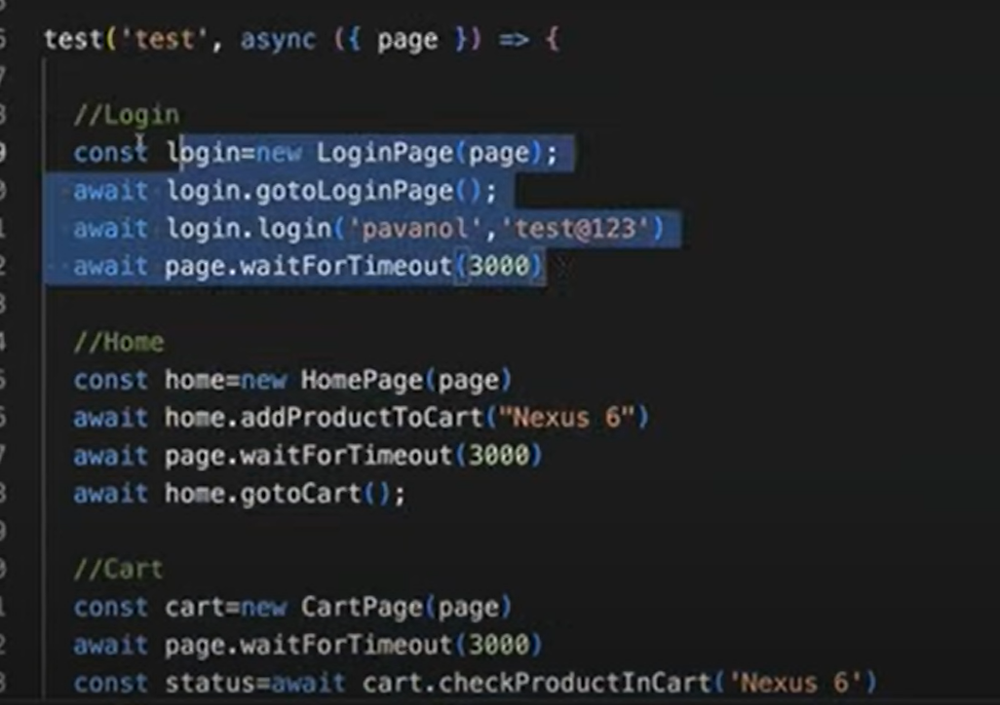 test('test', async ({ page }) => {
//Login
const login=new LoginPage(page);
await login.gotoLoginPage();
await login.login('pavanol','test@123')
await page.waitForTimeout(3000)
//Home
const home=new HomePage(page)
await home.addProductToCart("Nexus 6")
await page.waitForTimeout(3000)
await home.gotoCart();
//Cart
const cart=new CartPage(page)
await page.waitForTimeout(3000)
const status=await cart.checkProductInCart('Nexus 6')